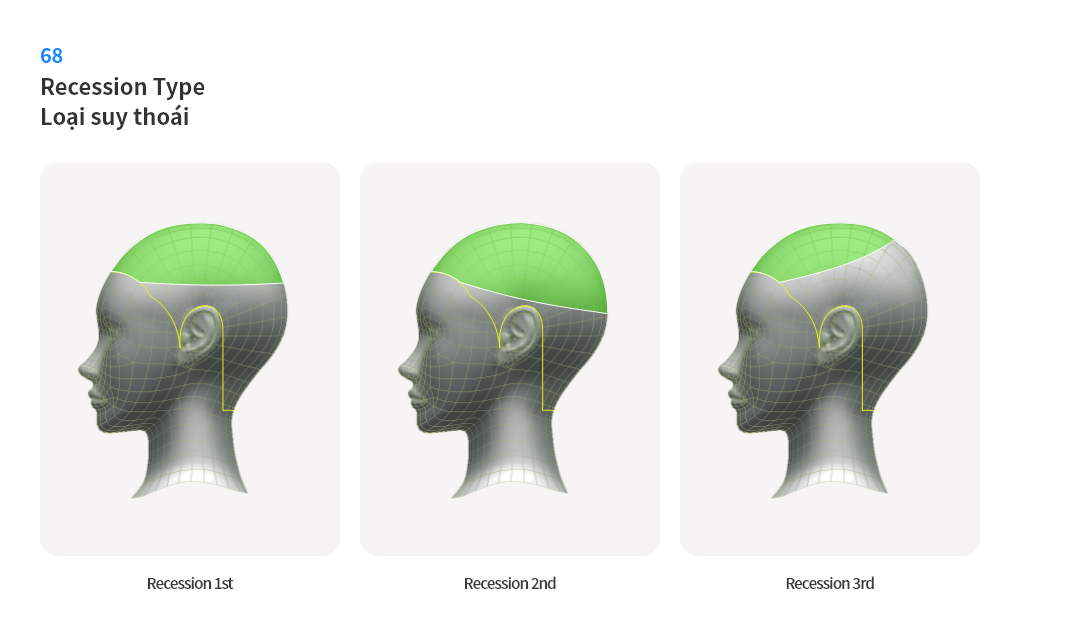 68
Recession Type
Loại suy thoái
Recession 1st
Recession 2nd
Recession 3rd